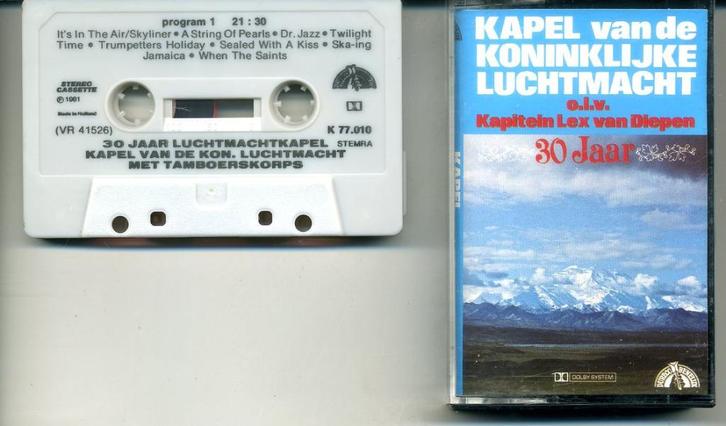 program 1 21 : 30
It's In The Air/Skyliner • A String Of Pearls • Dr. Jazz • Twilight
Time • Trumpetters Holiday • Sealed With A Kiss • Ska-ing
Jamaica • When The Saints
STEREO
CASSETTE
℗ 1981
Made in Holland
(VR 41526)
K 77.010
30 JAAR LUCHTMACHTKAPEL STEMRA
KAPEL VAN DE KON. LUCHTMACHT
MET TAMBOERSKORPS
KAPEL van de
KONINKLIJKE
LUCHTMACHT
o.l.v.
Kapitein Lex van Diepen
30 Jaar
KAPEL
DOLBY SYSTEM